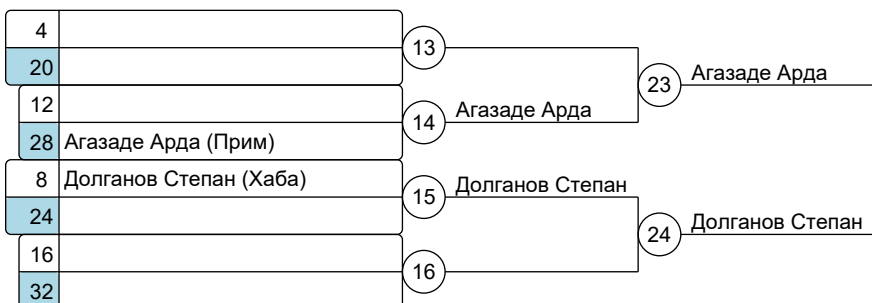 4
13
20
23 Агазаде Арда
12
14 Агазаде Арда
28 Агазаде Арда (Прим)
8 Долганов Степан (Хаба)
15 Долганов Степан
24
24 Долганов Степан
16
16
32